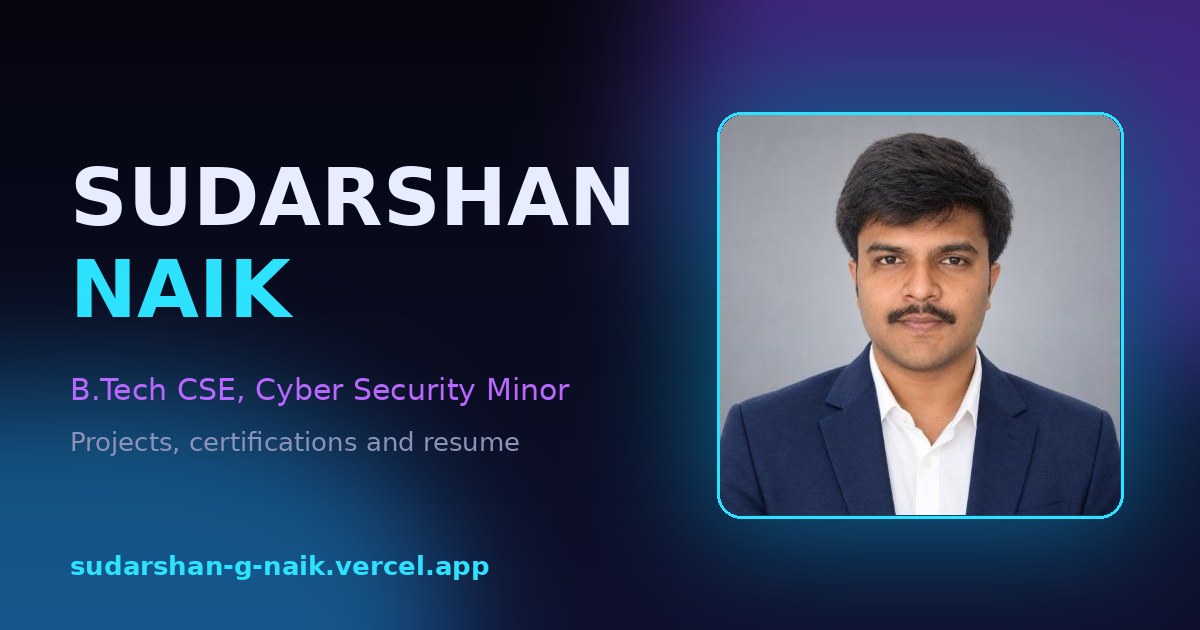 SUDARSHAN
NAIK
B.Tech CSE, Cyber Security Minor
Projects, certifications and resume
sudarshan-g-naik.vercel.app